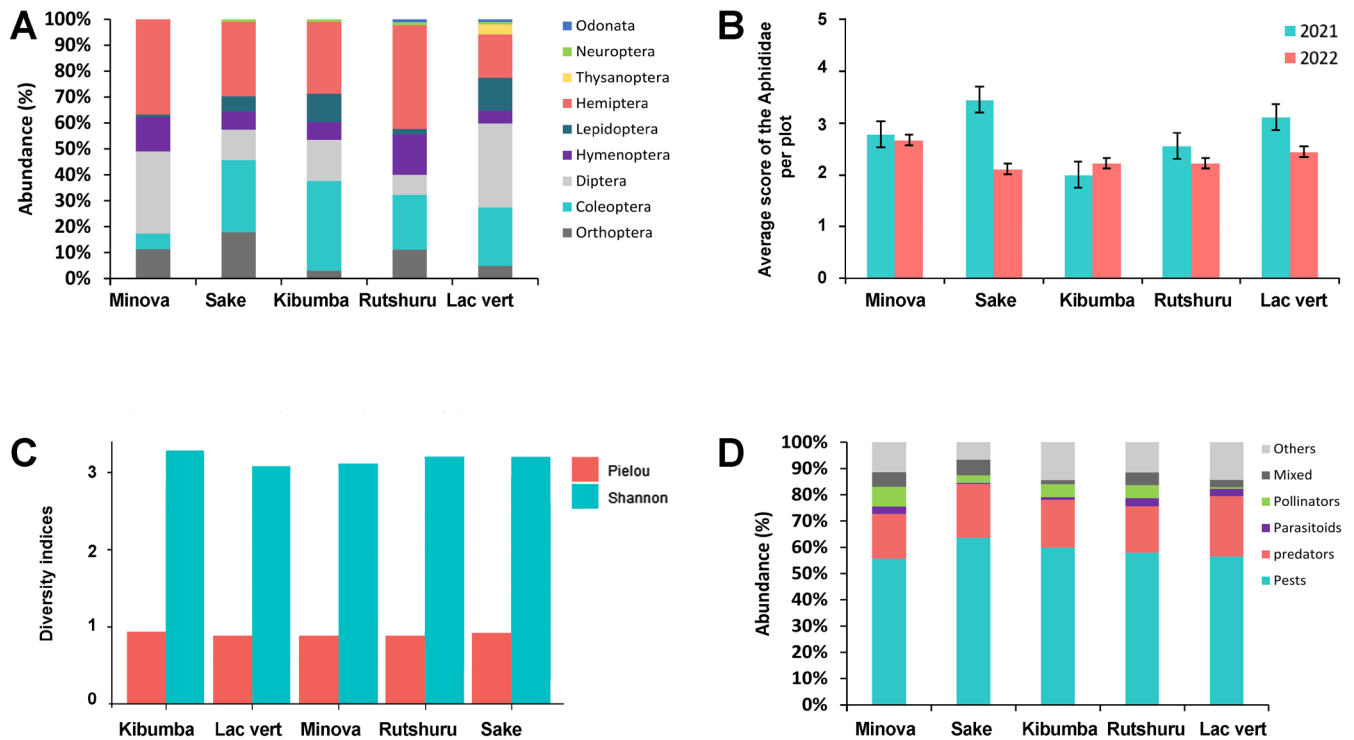 A
Abundance (%)
100%
90%
80%
70%
60%
50%
40%
30%
20%
10%
0%
Minova Sake Kibumba Rutshuru Lac vert
Odonata
Neuroptera
Thysanoptera
Hemiptera
Lepidoptera
Hymenoptera
Diptera
Coleoptera
Orthoptera
B
Average score of the Aphididae
per plot
5
4
3
2
1
0
Minova Sake Kibumba Rutshuru Lac vert
2021
2022
C
Diversity indices
3
2
1
0
Kibumba Lac vert Minova Rutshuru Sake
Pielou
Shannon
D
Abundance (%)
100%
90%
80%
70%
60%
50%
40%
30%
20%
10%
0%
Minova Sake Kibumba Rutshuru Lac vert
Others
Mixed
Pollinators
Parasitoids
predators
Pests